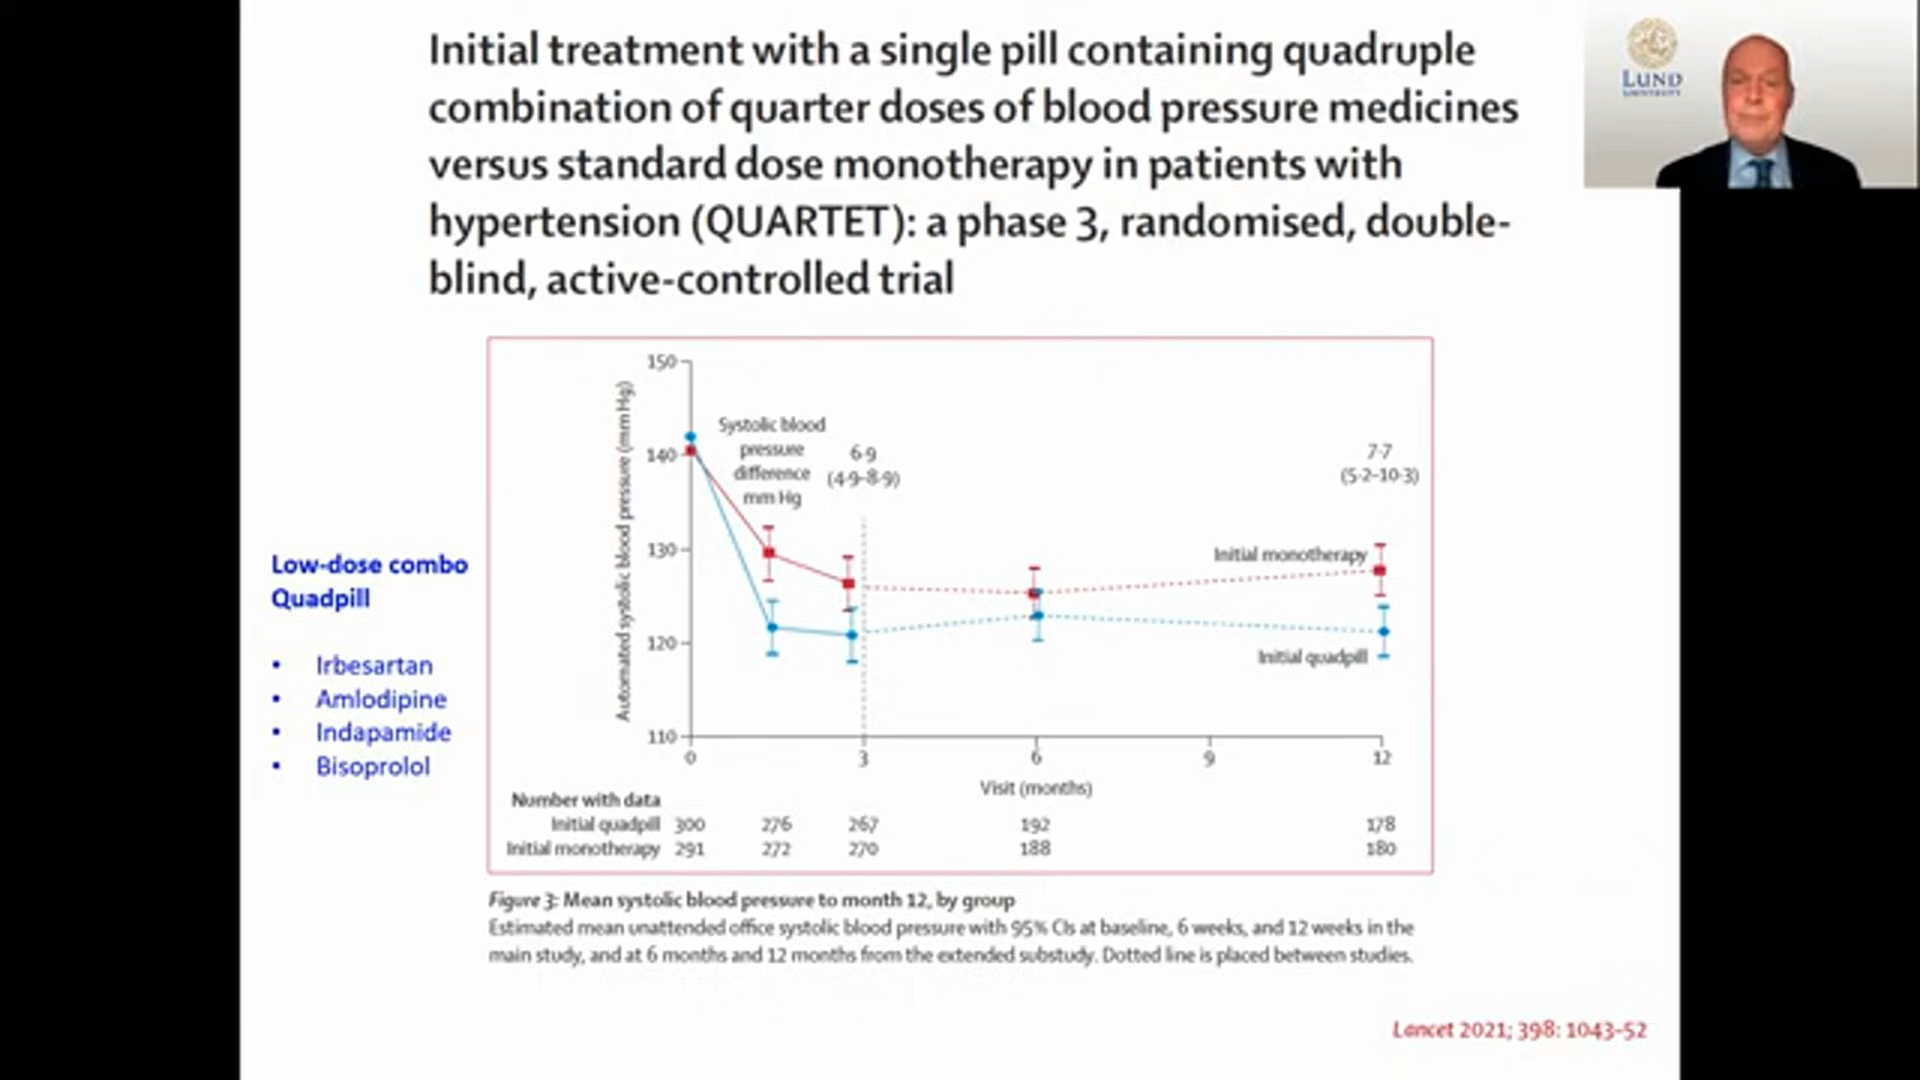 Initial treatment with a single pill containing quadruple
combination of quarter doses of blood pressure medicines
versus standard dose monotherapy in patients with
hypertension (QUARTET): a phase 3, randomised, double-
blind, active-controlled trial
LUND
UNIVERSITY
Low-dose combo
Quadpill
• Irbesartan
• Amlodipine
• Indapamide
• Bisoprolol
Automated systolic blood pressure (mm Hg)
150
140
130
120
110
Systolic blood
pressure
difference
mm Hg
6·9
(4·9–8·9)
7·7
(5·2–10·3)
Initial monotherapy
Initial quadpill
0 3 6 9 12
Visit (months)
Number with data
Initial quadpill 300 276 267 192 178
Initial monotherapy 291 272 270 188 180
Figure 3: Mean systolic blood pressure to month 12, by group
Estimated mean unattended office systolic blood pressure with 95% CIs at baseline, 6 weeks, and 12 weeks in the
main study, and at 6 months and 12 months from the extended substudy. Dotted line is placed between studies.
Lancet 2021; 398: 1043–52